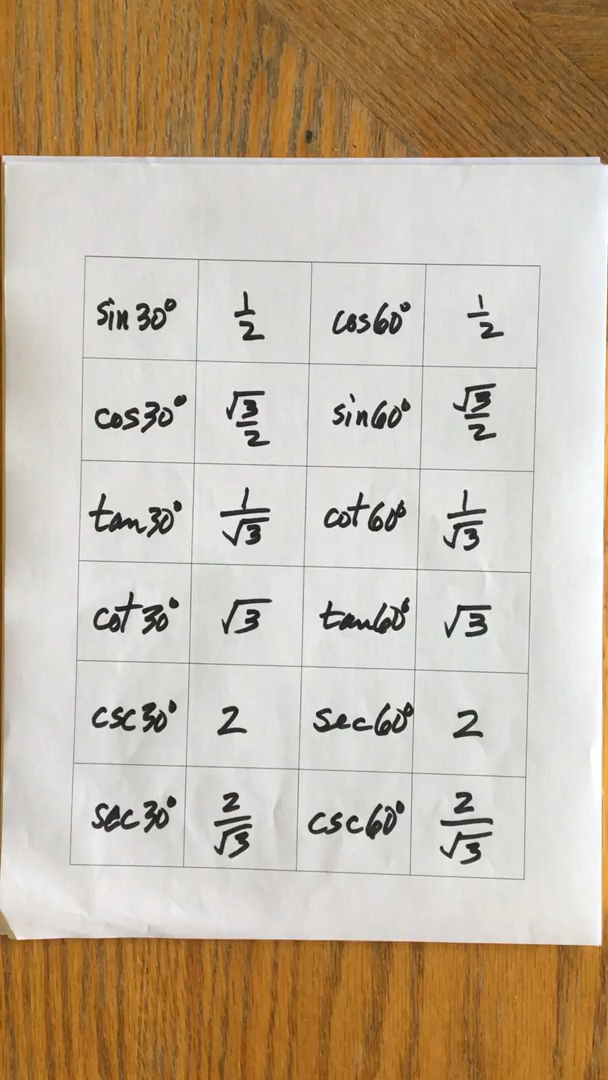 sin 30° 1/2 cos 60° 1/2
cos 30° √3/2 sin 60° √3/2
tan 30° 1/√3 cot 60° 1/√3
cot 30° √3 tan 60° √3
csc 30° 2 sec 60° 2
sec 30° 2/√3 csc 60° 2/√3